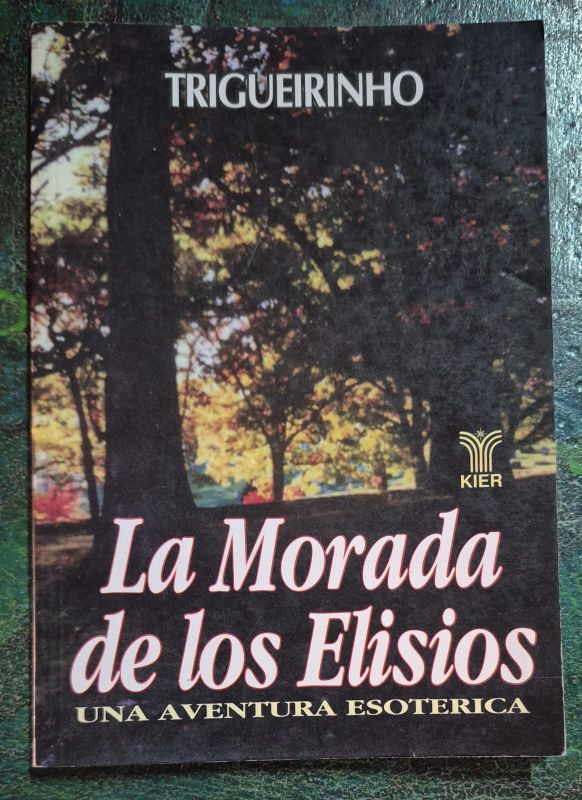 TRIGUEIRINHO
KIER
La Morada
de los Elisios
UNA AVENTURA ESOTERICA